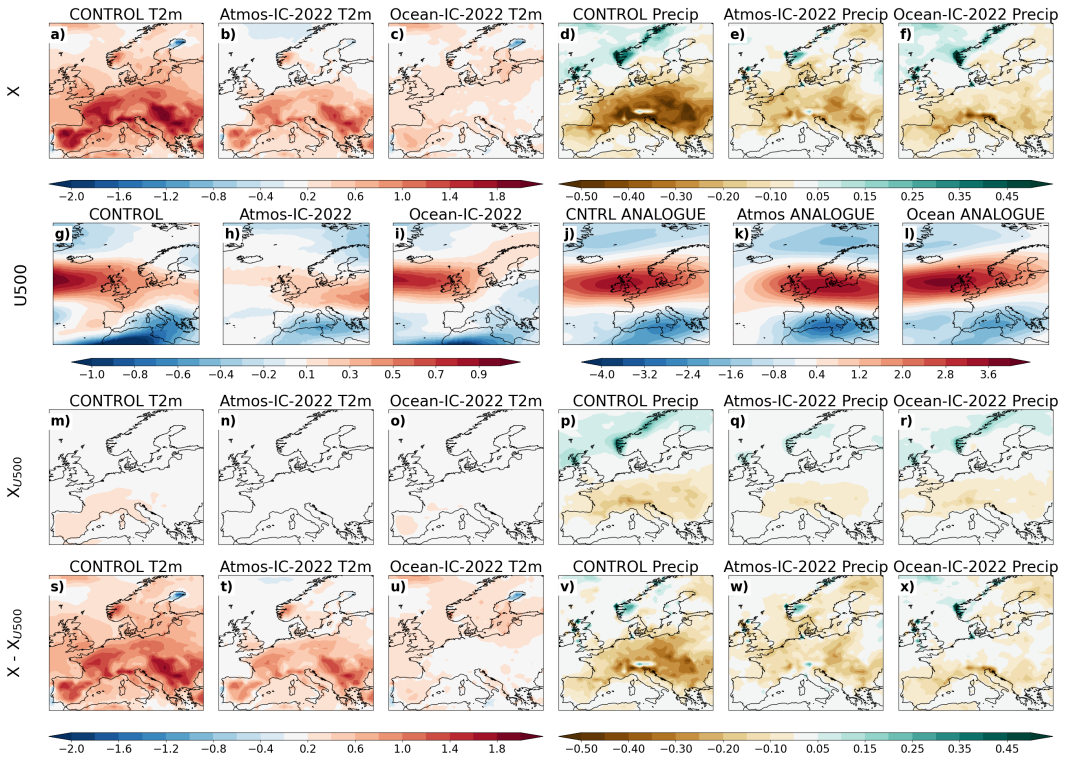 CONTROL T2m Atmos-IC-2022 T2m Ocean-IC-2022 T2m CONTROL Precip Atmos-IC-2022 Precip Ocean-IC-2022 Precip
X
a) b) c) d) e) f)
−2.0 −1.6 −1.2 −0.8 −0.4 0.2 0.6 1.0 1.4 1.8
−0.50 −0.40 −0.30 −0.20 −0.10 0.05 0.15 0.25 0.35 0.45
CONTROL Atmos-IC-2022 Ocean-IC-2022 CNTRL ANALOGUE Atmos ANALOGUE Ocean ANALOGUE
U500
g) h) i) j) k) l)
−1.0 −0.8 −0.6 −0.4 −0.2 0.1 0.3 0.5 0.7 0.9
−4.0 −3.2 −2.4 −1.6 −0.8 0.4 1.2 2.0 2.8 3.6
CONTROL T2m Atmos-IC-2022 T2m Ocean-IC-2022 T2m CONTROL Precip Atmos-IC-2022 Precip Ocean-IC-2022 Precip
X_U500
m) n) o) p) q) r)
CONTROL T2m Atmos-IC-2022 T2m Ocean-IC-2022 T2m CONTROL Precip Atmos-IC-2022 Precip Ocean-IC-2022 Precip
X - X_U500
s) t) u) v) w) x)
−2.0 −1.6 −1.2 −0.8 −0.4 0.2 0.6 1.0 1.4 1.8
−0.50 −0.40 −0.30 −0.20 −0.10 0.05 0.15 0.25 0.35 0.45